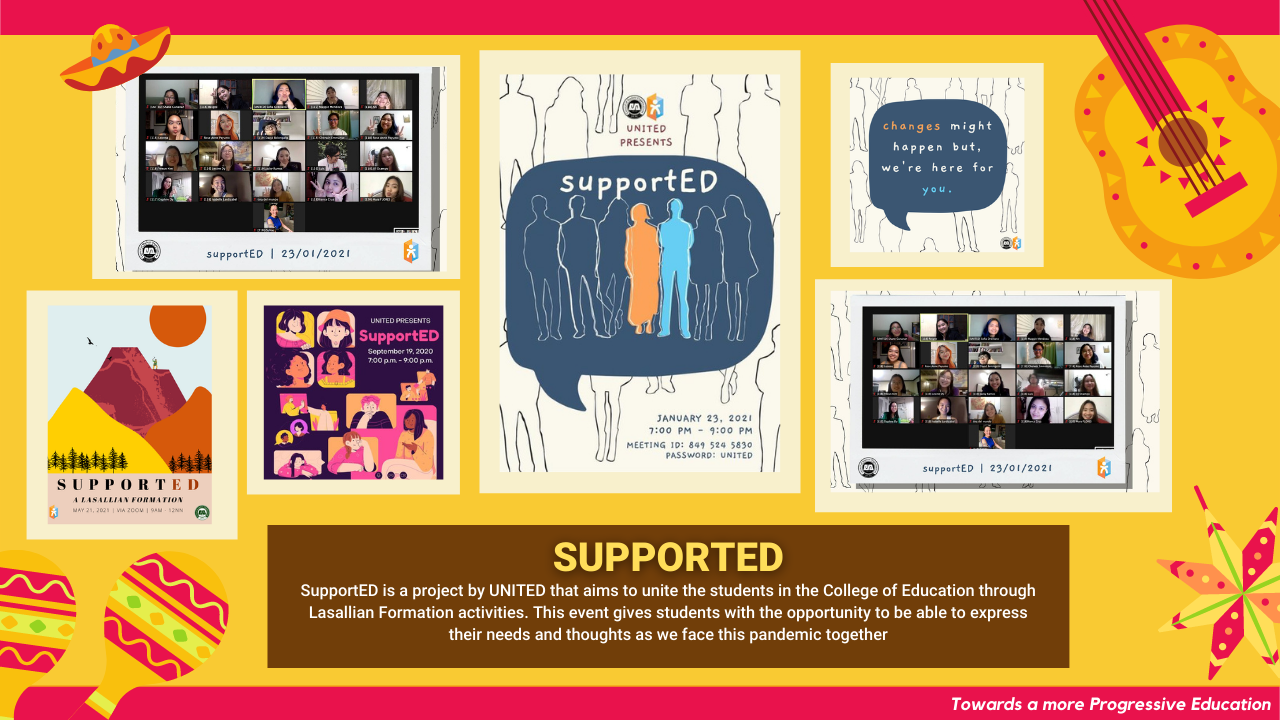 supportED | 23/01/2021
UNITED
PRESENTS
supportED
JANUARY 23, 2021
7:00 PM - 9:00 PM
MEETING ID: 849 524 5830
PASSWORD: UNITED
changes might
happen but,
we're here for
you.
SUPPORTED
A LASALLIAN FORMATION
MAY 21, 2021 | VIA ZOOM | 9AM - 12NN
UNITED PRESENTS
SupportED
September 19, 2020
7:00 p.m. - 9:00 p.m.
supportED | 23/01/2021
SUPPORTED
SupportED is a project by UNITED that aims to unite the students in the College of Education through
Lasallian Formation activities. This event gives students with the opportunity to be able to express
their needs and thoughts as we face this pandemic together
Towards a more Progressive Education